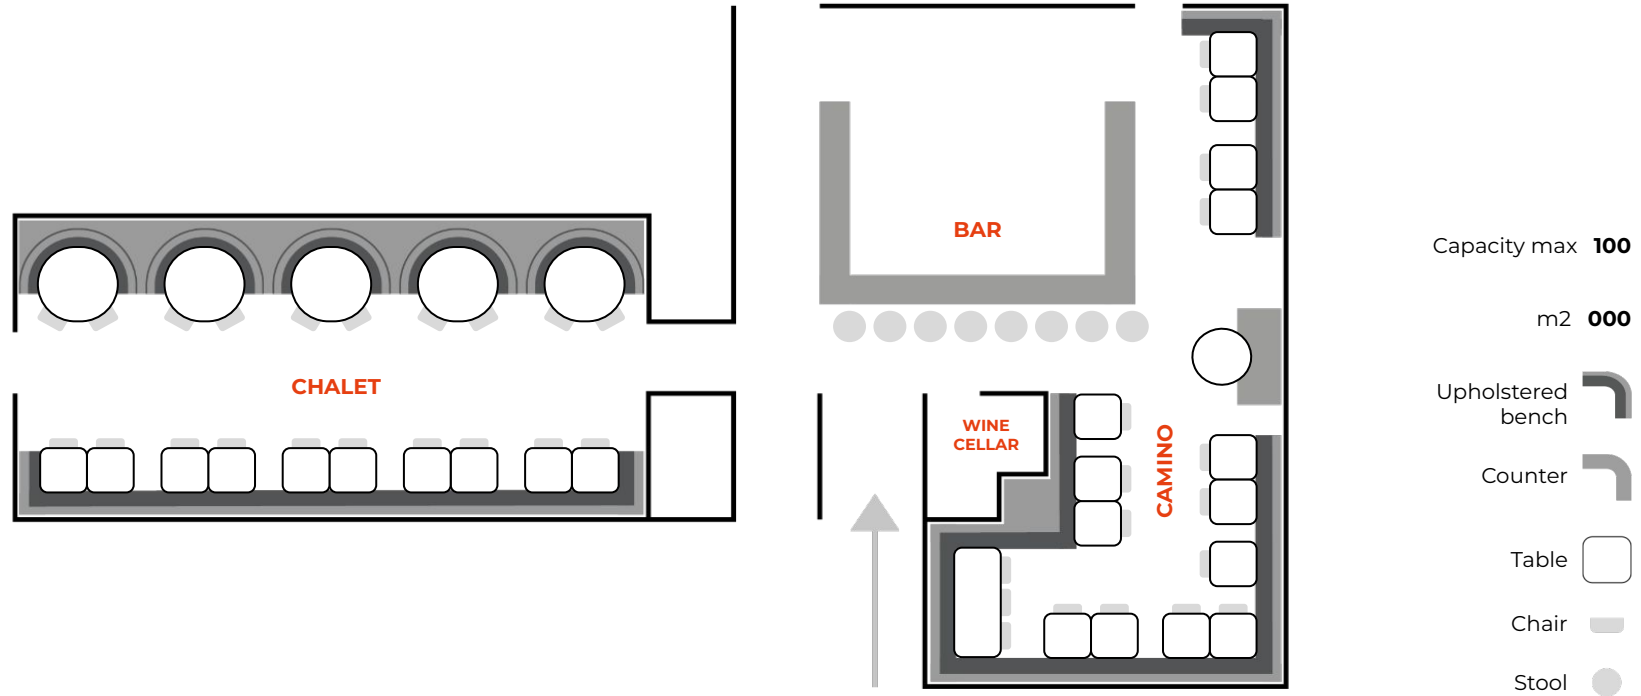 BAR
CHALET
WINE
CELLAR
CAMINO
Capacity max 100
m2 000
Upholstered
bench
Counter
Table
Chair
Stool